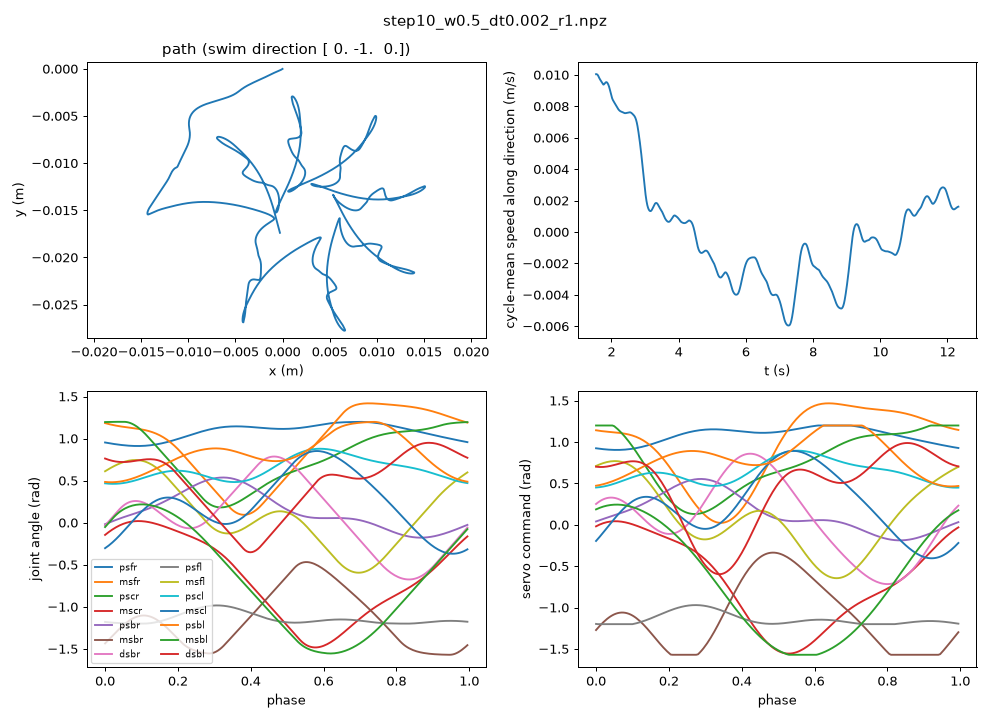 step10_w0.5_dt0.002_r1.npz
path (swim direction [ 0. -1.  0.])
0.000
−0.005
−0.010
−0.015
−0.020
−0.025
y (m)
−0.020−0.015−0.010−0.005 0.000 0.005 0.010 0.015 0.020
x (m)
0.010
0.008
0.006
0.004
0.002
0.000
−0.002
−0.004
−0.006
cycle-mean speed along direction (m/s)
2 4 6 8 10 12
t (s)
1.5
1.0
0.5
0.0
−0.5
−1.0
−1.5
joint angle (rad)
psfr psfl
msfr msfl
pscr pscl
mscr mscl
psbr psbl
msbr msbl
dsbr dsbl
0.0 0.2 0.4 0.6 0.8 1.0
phase
1.5
1.0
0.5
0.0
−0.5
−1.0
−1.5
servo command (rad)
0.0 0.2 0.4 0.6 0.8 1.0
phase